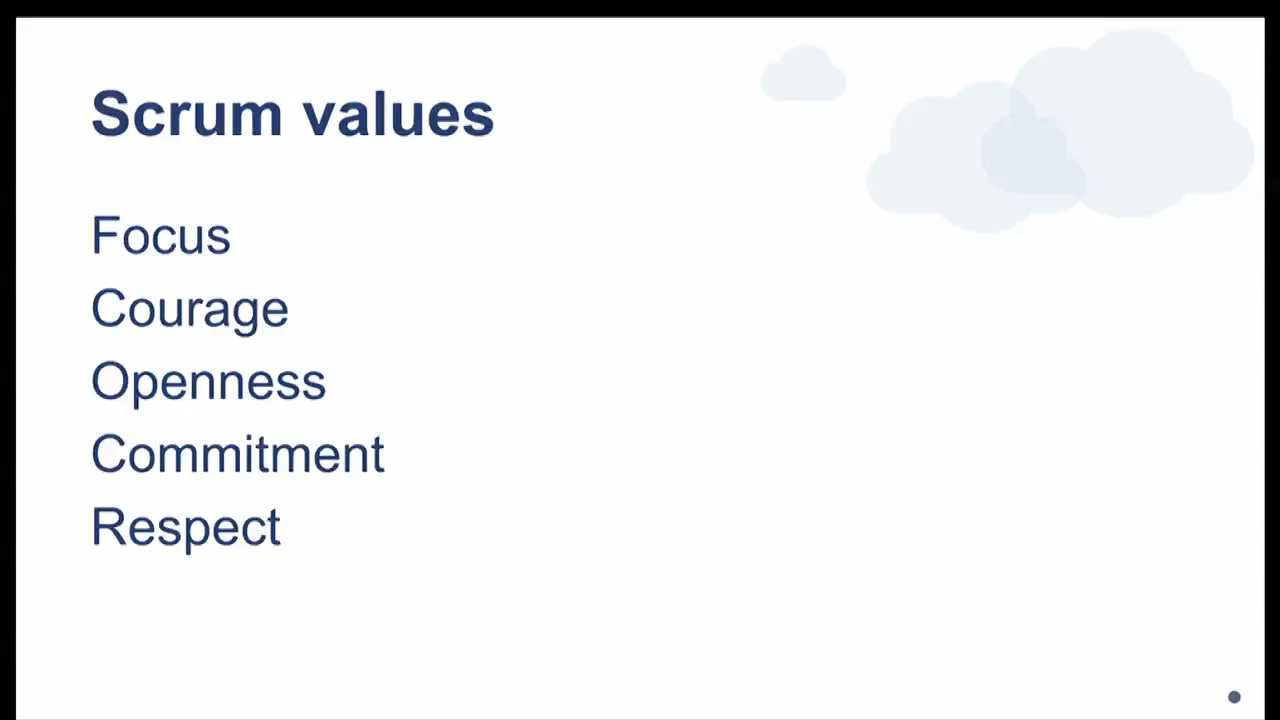 Scrum values
Focus
Courage
Openness
Commitment
Respect